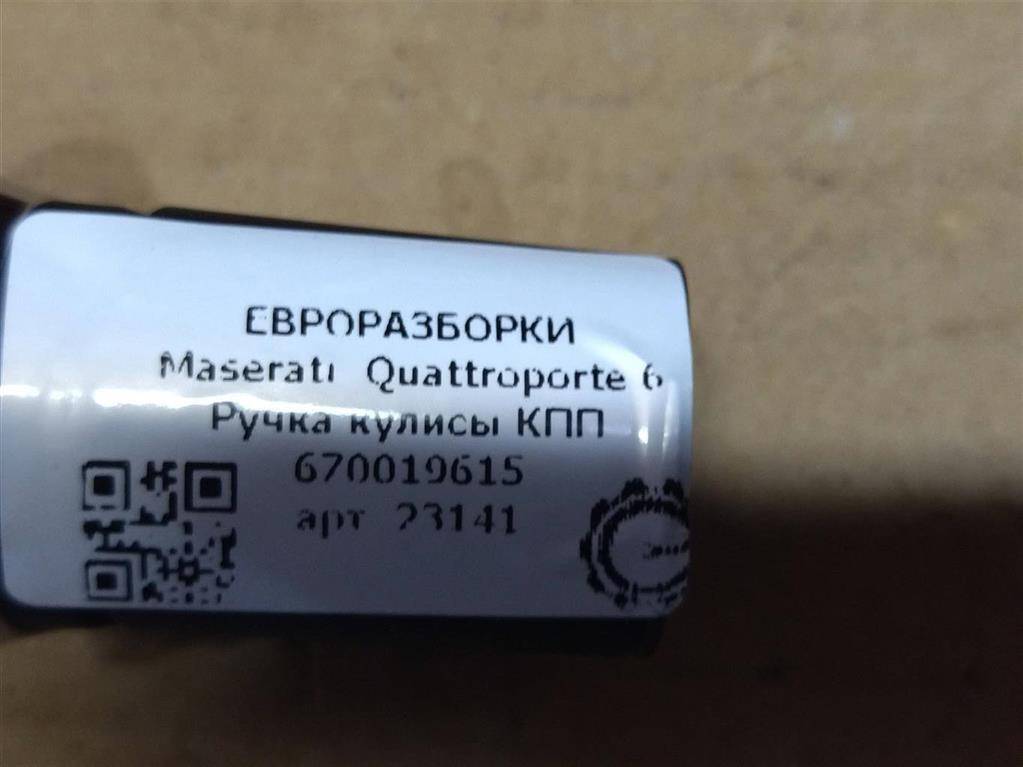 ЕВРОРАЗБОРКИ
Maserati Quattroporte 6
Ручка кулисы КПП
670019615
арт 23141